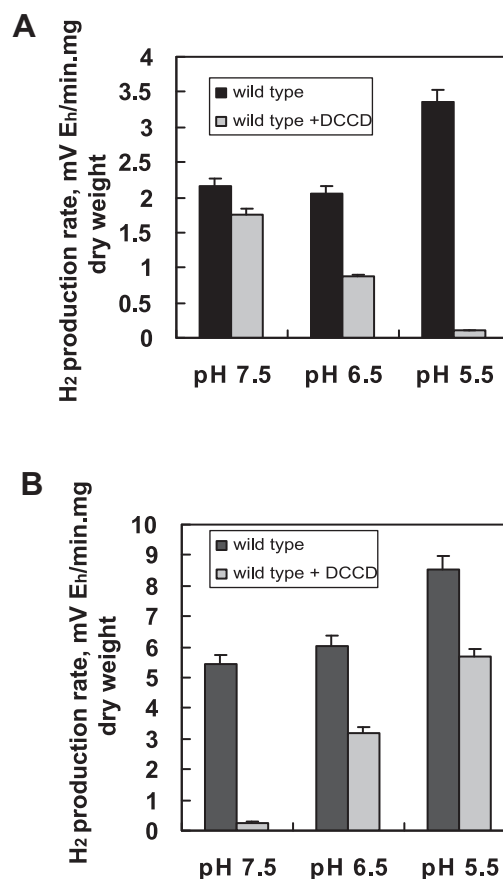 A
H2 production rate, mV Eh/min.mg
dry weight
4
3.5
3
2.5
2
1.5
1
0.5
0
wild type
wild type +DCCD
pH 7.5 pH 6.5 pH 5.5
B
H2 production rate, mV Eh/min.mg
dry weight
10
9
8
7
6
5
4
3
2
1
0
wild type
wild type + DCCD
pH 7.5 pH 6.5 pH 5.5